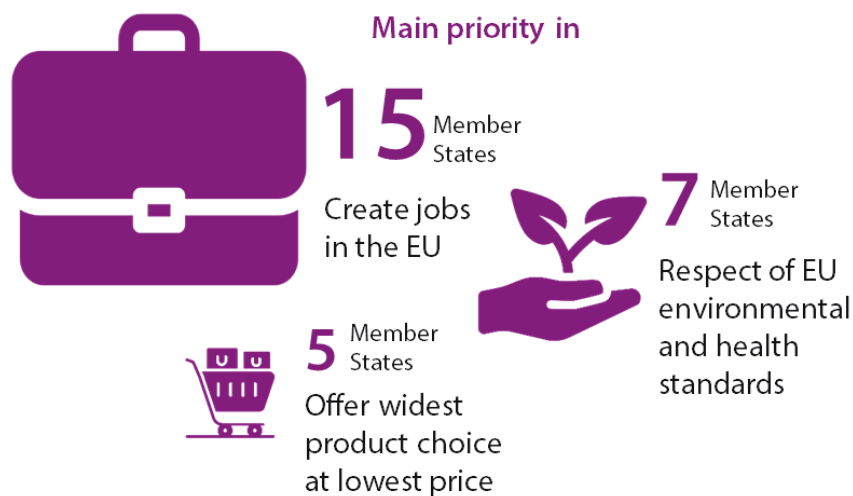 Main priority in
15 Member
States
Create jobs
in the EU
7 Member
States
Respect of EU
environmental
and health
standards
5 Member
States
Offer widest
product choice
at lowest price